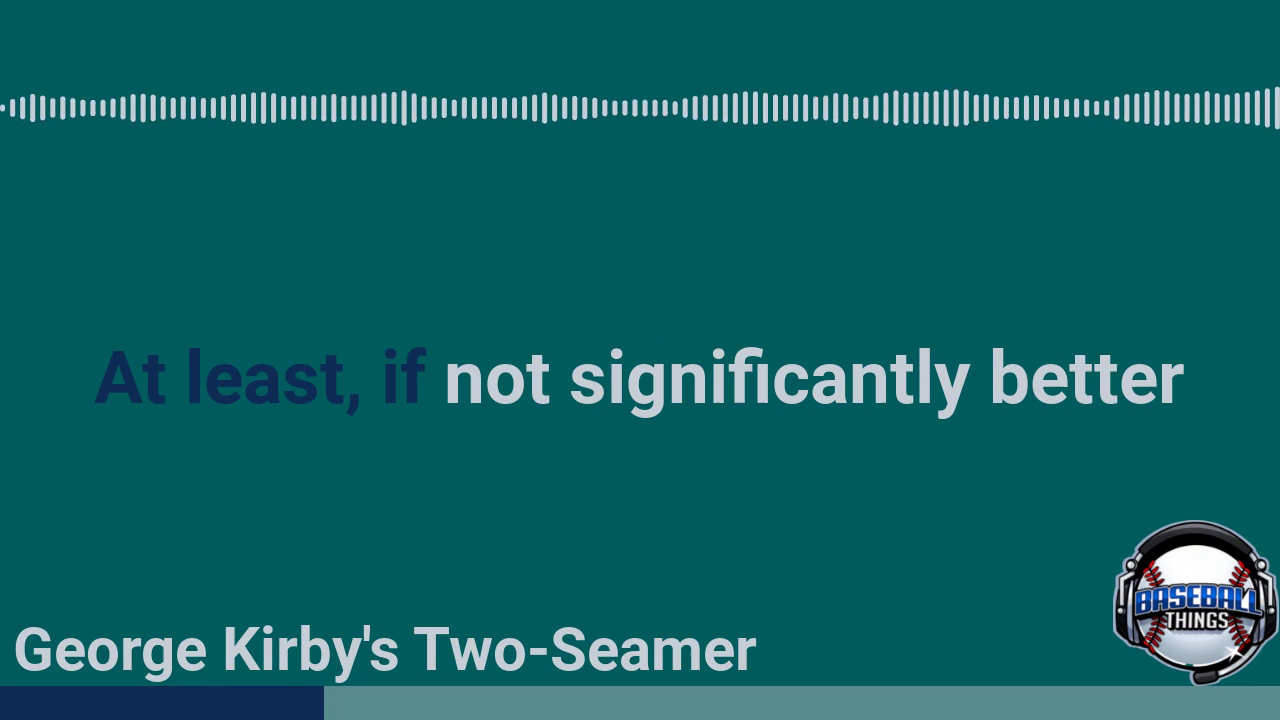 At least, if not significantly better
BASEBALL
THINGS
George Kirby's Two-Seamer